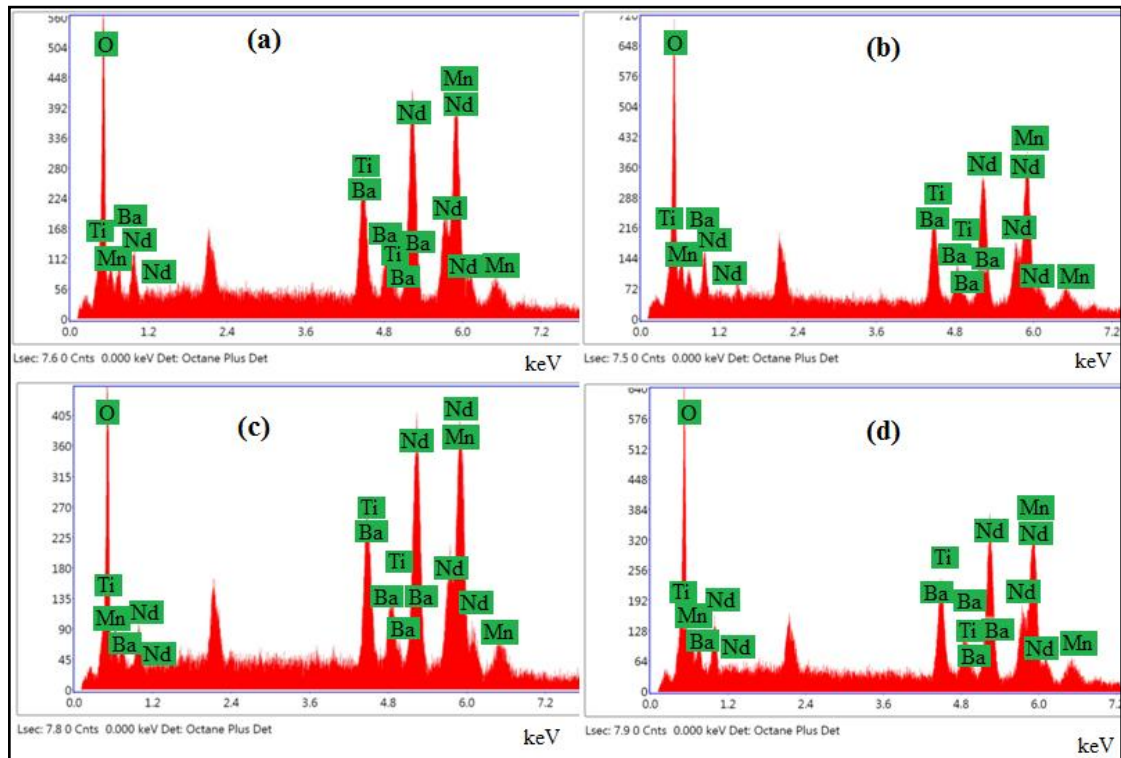 (a)
560
504
448
392
336
280
224
168
112
56
0
O
Ti
Mn
Ba
Nd
Nd
Ti
Ba
Ba
Ti
Ba
Nd
Ba
Mn
Nd
Nd
Nd
Mn
0.0 1.2 2.4 3.6 4.8 6.0 7.2
Lsec: 7.6 0 Cnts 0.000 keV Det: Octane Plus Det
keV
(b)
720
648
576
504
432
360
288
216
144
72
0
O
Ti
Mn
Ba
Nd
Nd
Ti
Ba
Ti
Ba
Ba
Nd
Ba
Mn
Nd
Nd
Nd
Mn
0.0 1.2 2.4 3.6 4.8 6.0 7.2
Lsec: 7.5 0 Cnts 0.000 keV Det: Octane Plus Det
keV
(c)
405
360
315
270
225
180
135
90
45
0
O
Ti
Mn
Ba
Nd
Nd
Ti
Ba
Ti
Ba
Ba
Nd
Ba
Nd
Mn
Nd
Nd
Mn
0.0 1.2 2.4 3.6 4.8 6.0
Lsec: 7.8 0 Cnts 0.000 keV Det: Octane Plus Det
keV
(d)
640
576
512
448
384
320
256
192
128
64
0
O
Ti
Mn
Ba
Nd
Nd
Ti
Ba
Ba
Ti
Ba
Nd
Ba
Mn
Nd
Nd
Nd
Mn
0.0 1.2 2.4 3.6 4.8 6.0 7.2
Lsec: 7.9 0 Cnts 0.000 keV Det: Octane Plus Det
keV